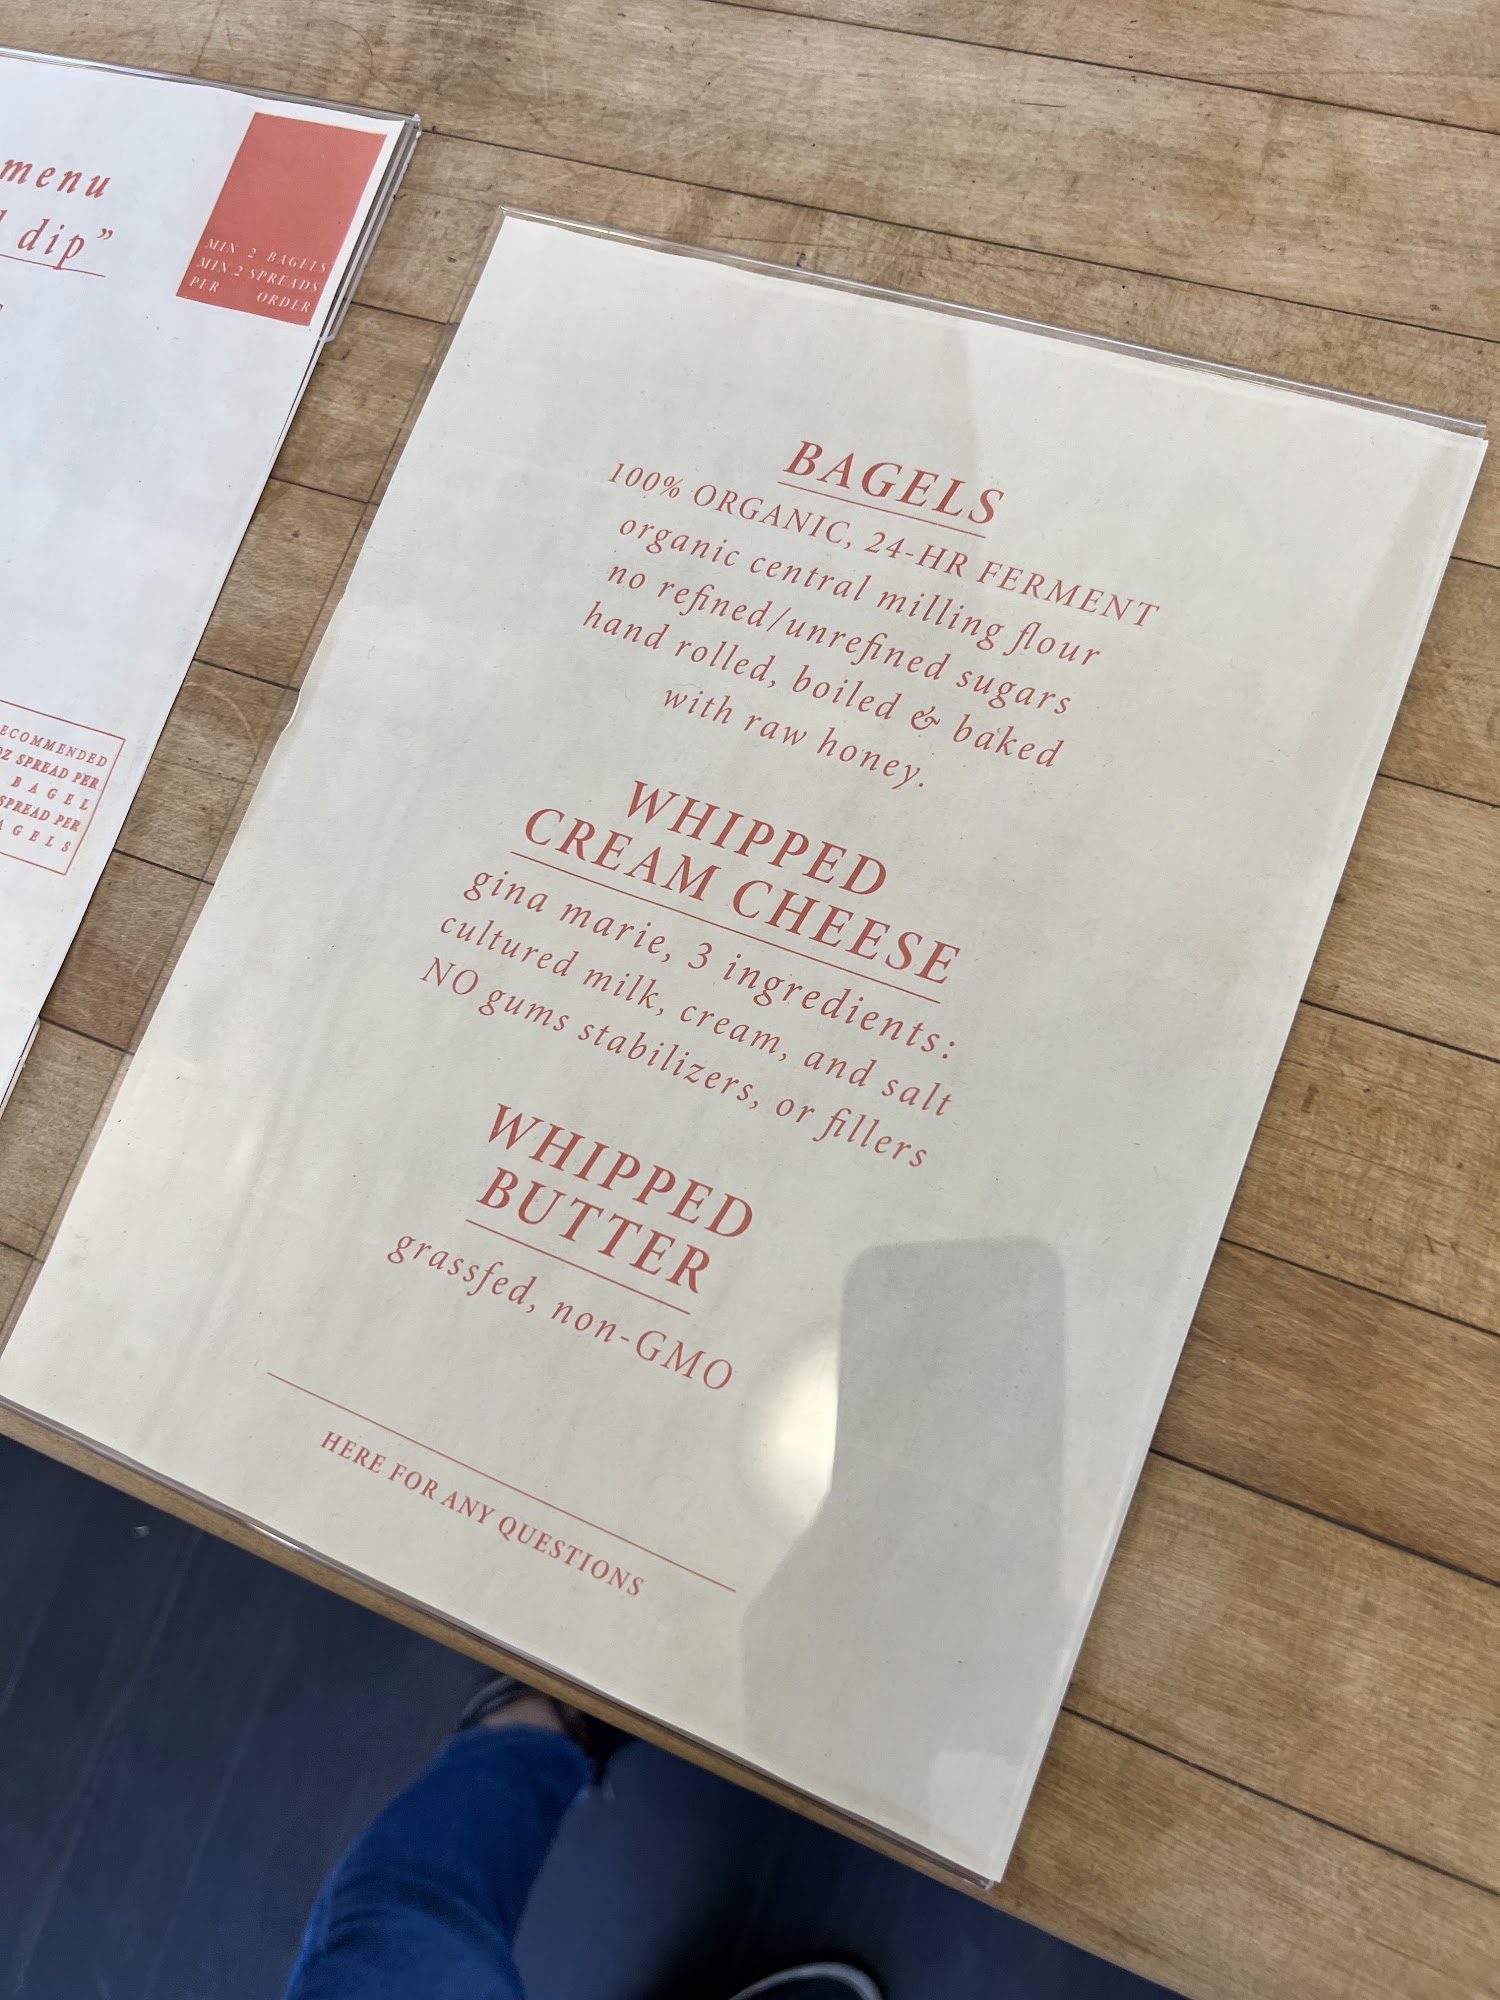 menu
dip”
MIN 2 BAGELS
MIN 2 SPREADS
PER ORDER
SPREAD PER
BAGEL
SPREAD PER
BAGELS
100% ORGANIC, 24-HR FERMENT
organic central milling flour
no refined/unrefined sugars
hand rolled, boiled & baked
with raw honey.
WHIPPED
CREAM CHEESE
gina marie, 3 ingredients:
cultured milk, cream, and salt
NO gums stabilizers, or fillers
WHIPPED
BUTTER
grassfed, non-GMO
HERE FOR ANY QUESTIONS